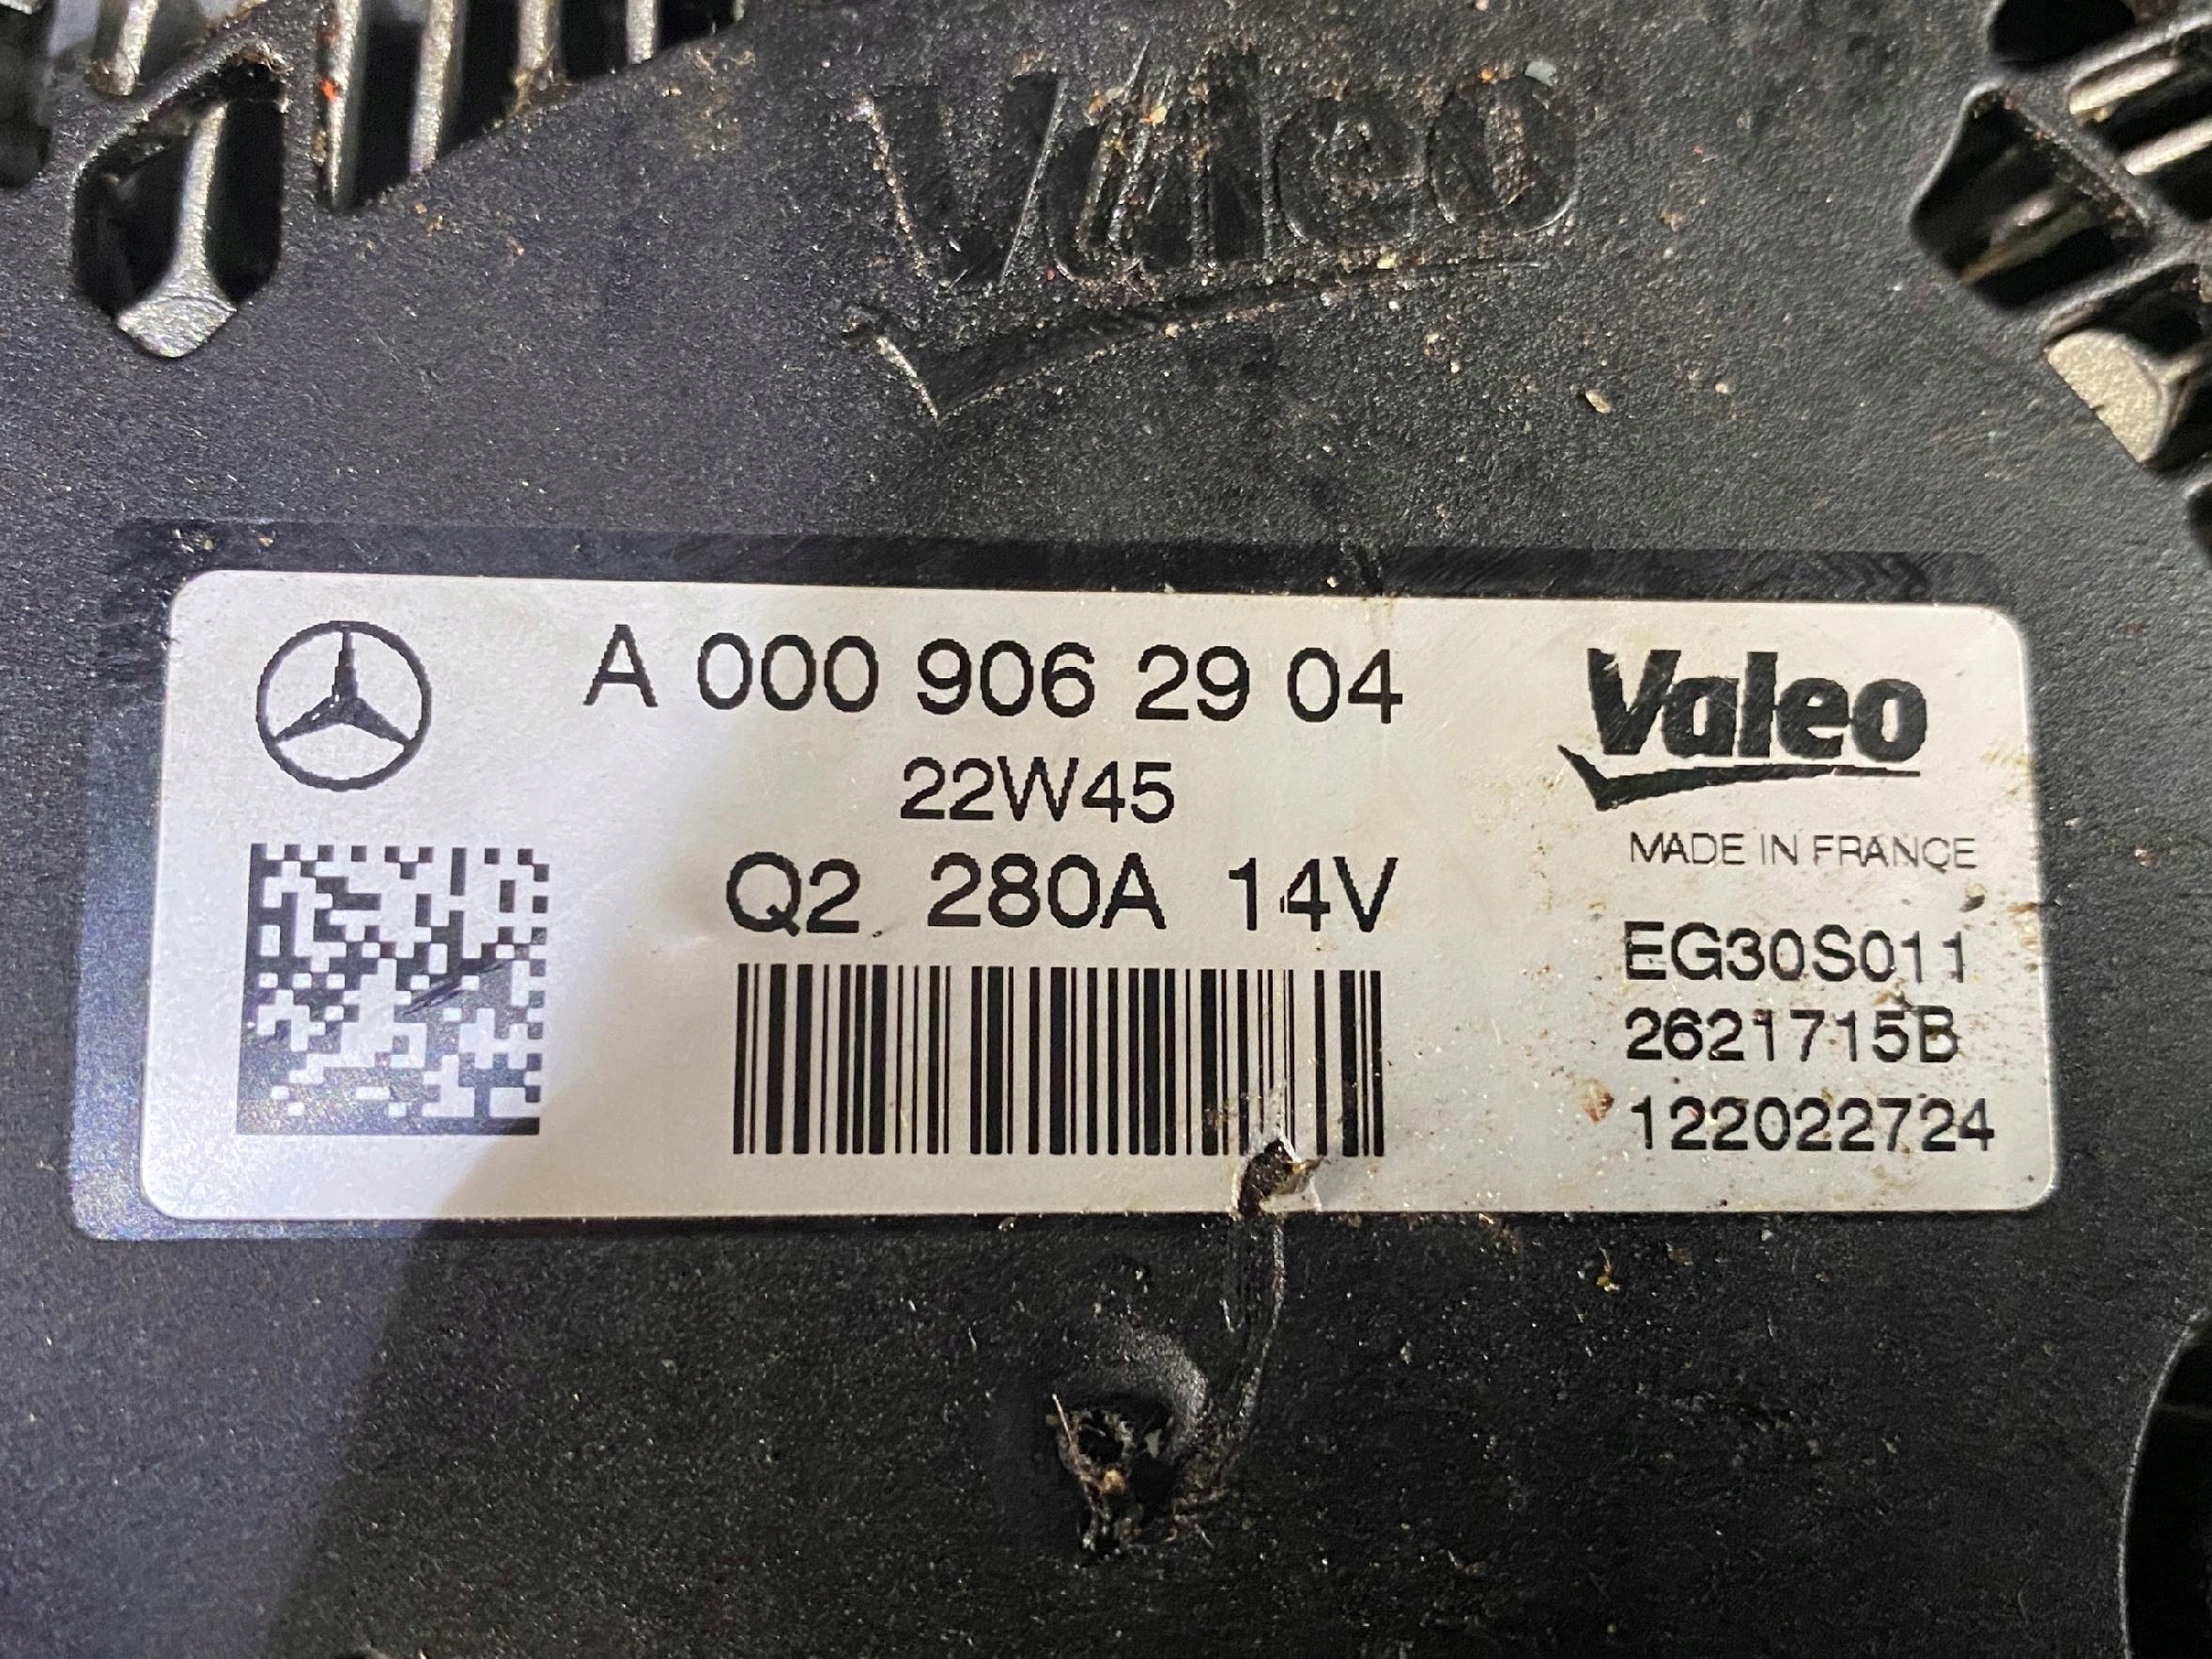 Valeo
A 000 906 29 04
22W45
Q2 280A 14V
Valeo
MADE IN FRANCE
EG30S011
2621715B
122022724